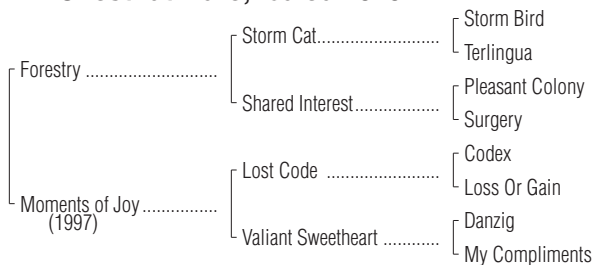 Storm Bird
Storm Cat
Terlingua
Forestry
Pleasant Colony
Shared Interest
Surgery
Codex
Lost Code
Loss Or Gain
Moments of Joy
(1997)
Danzig
Valiant Sweetheart
My Compliments